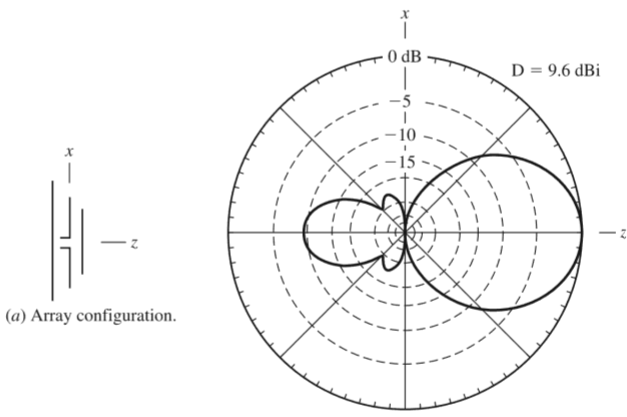 x
0 dB
D = 9.6 dBi
−5
−10
−15
x
z
z
(a) Array configuration.